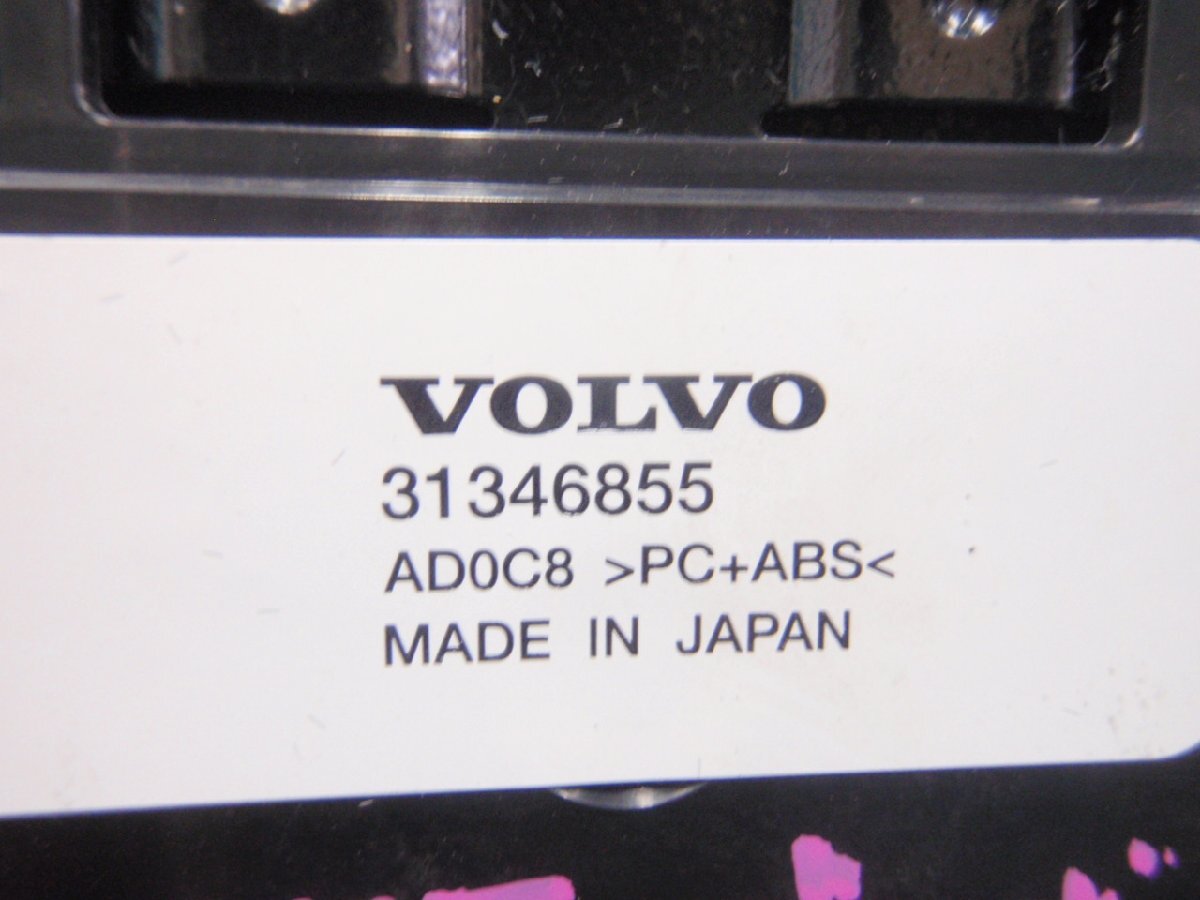 VOLVO
31346855
AD0C8 >PC+ABS<
MADE IN JAPAN